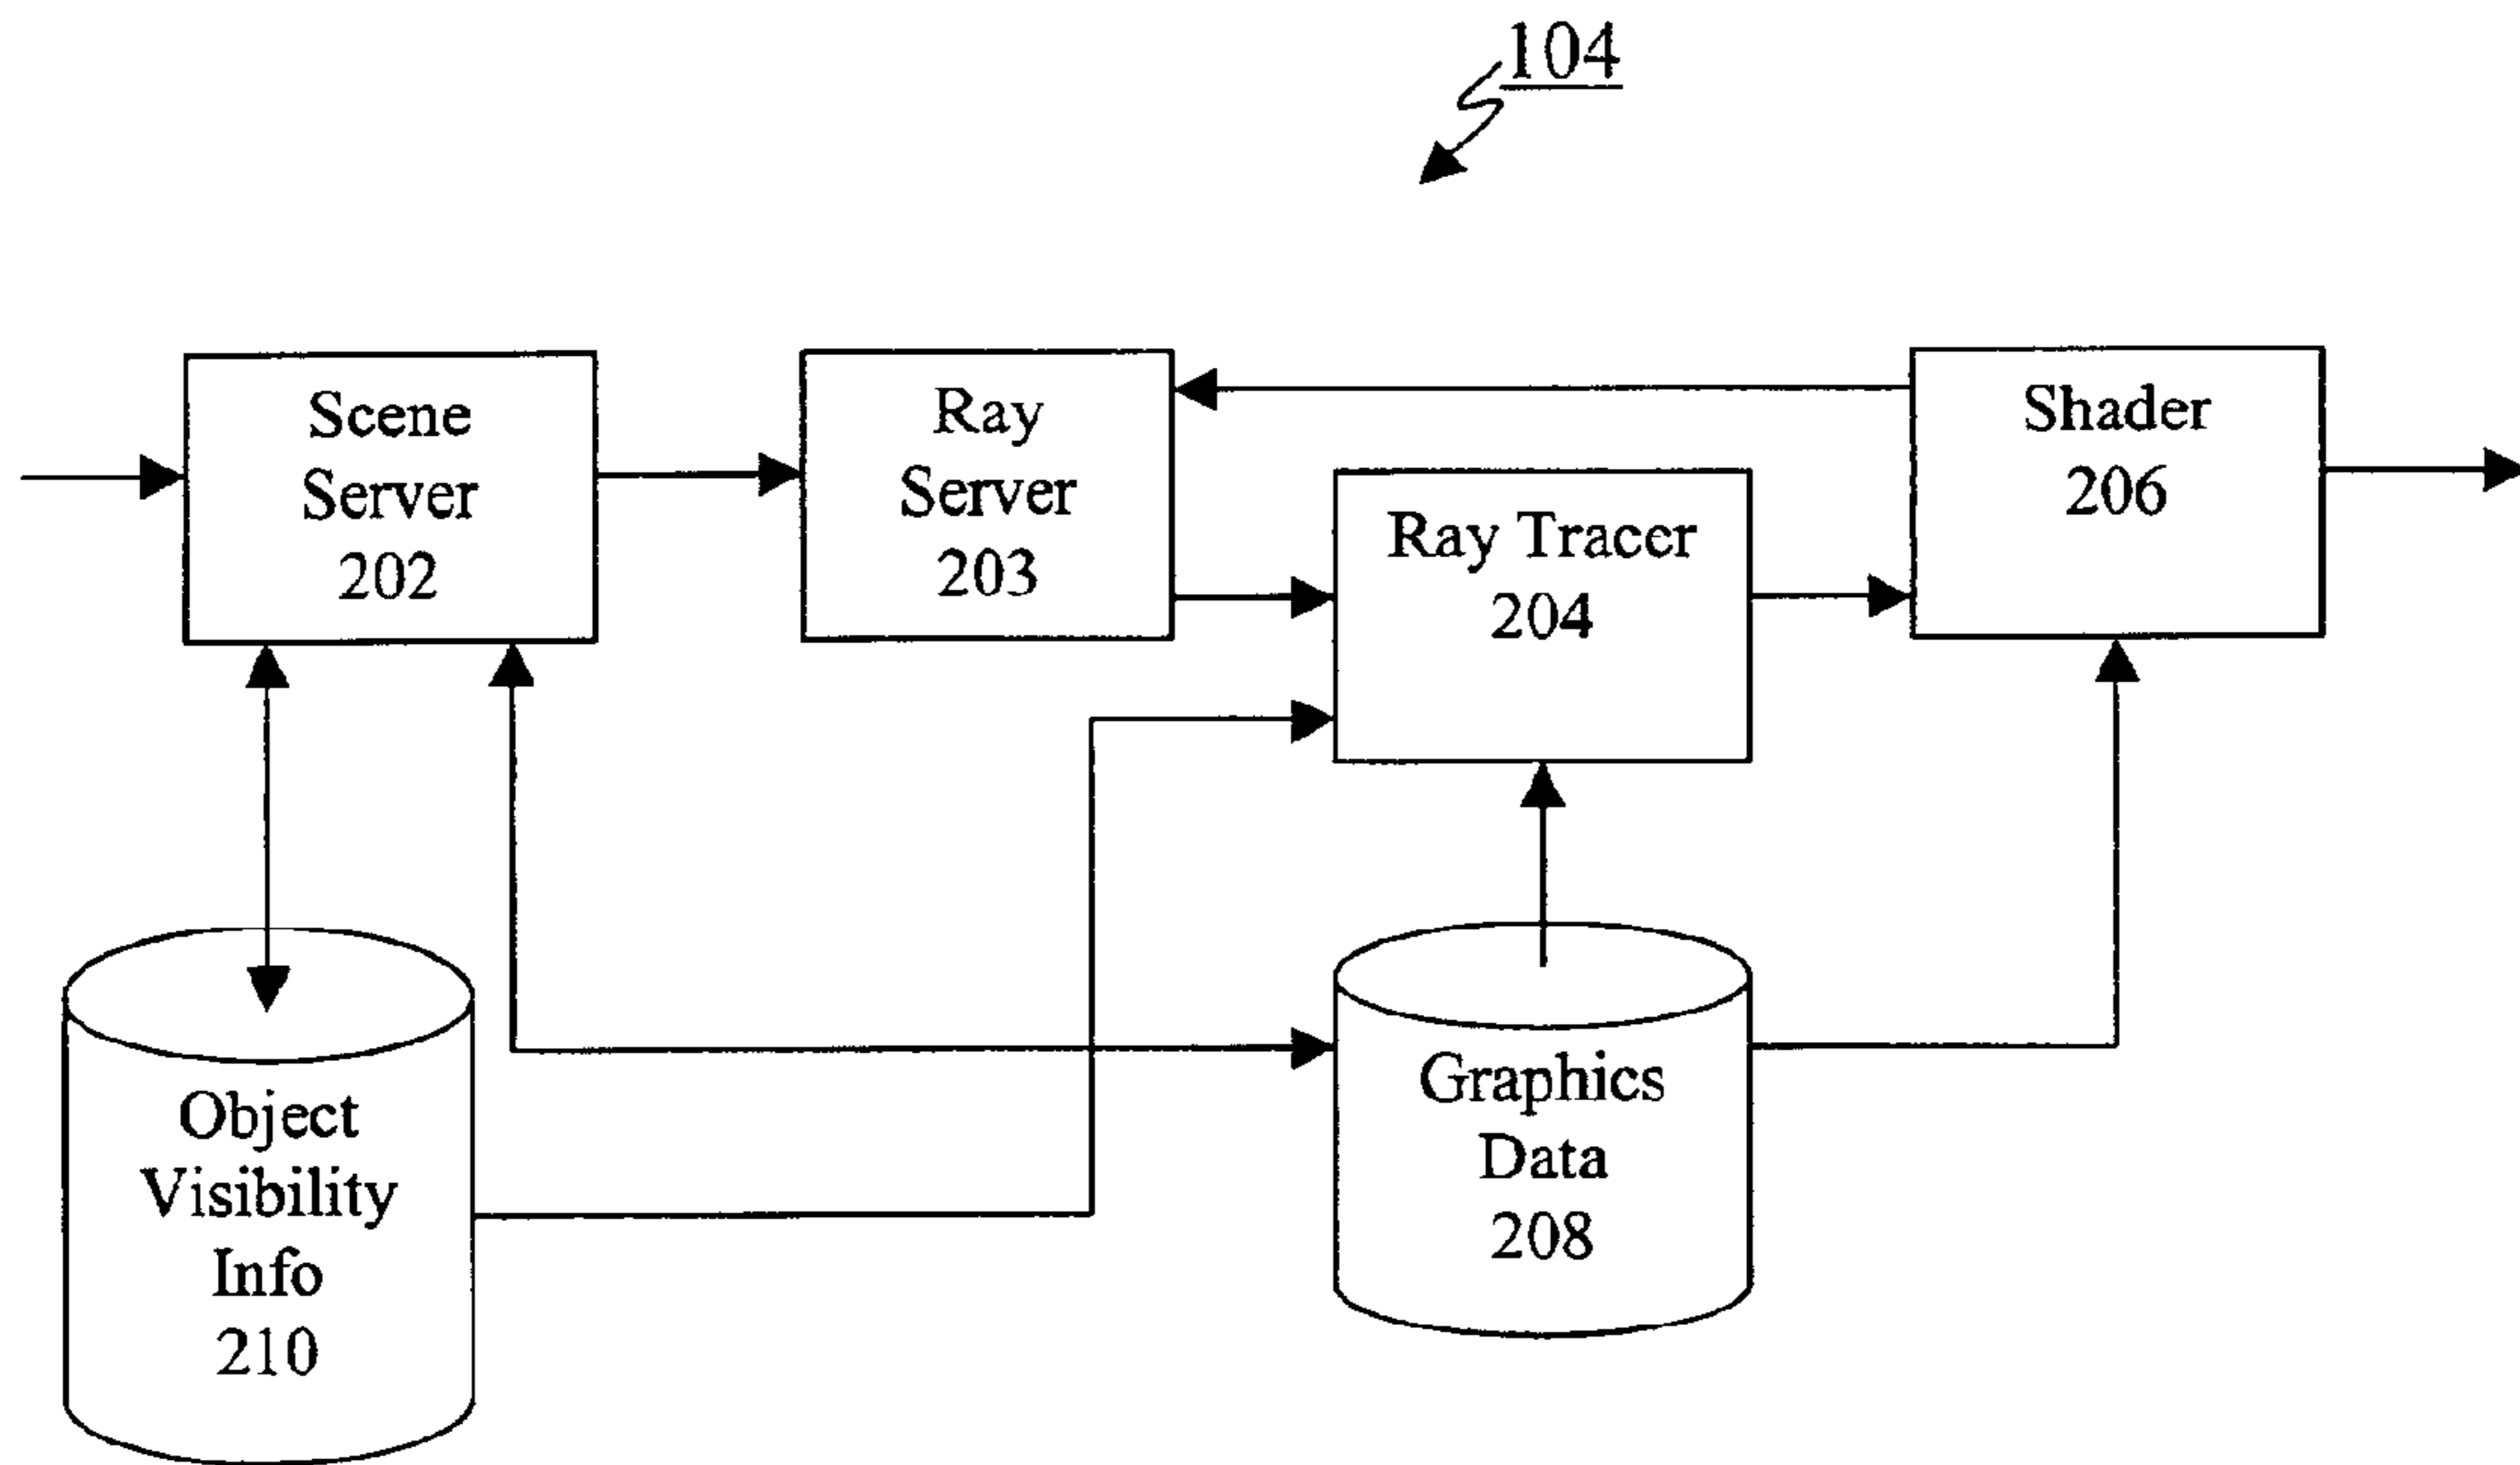 104
Scene
Server
202
Ray
Server
203
Ray Tracer
204
Shader
206
Object
Visibility
Info
210
Graphics
Data
208